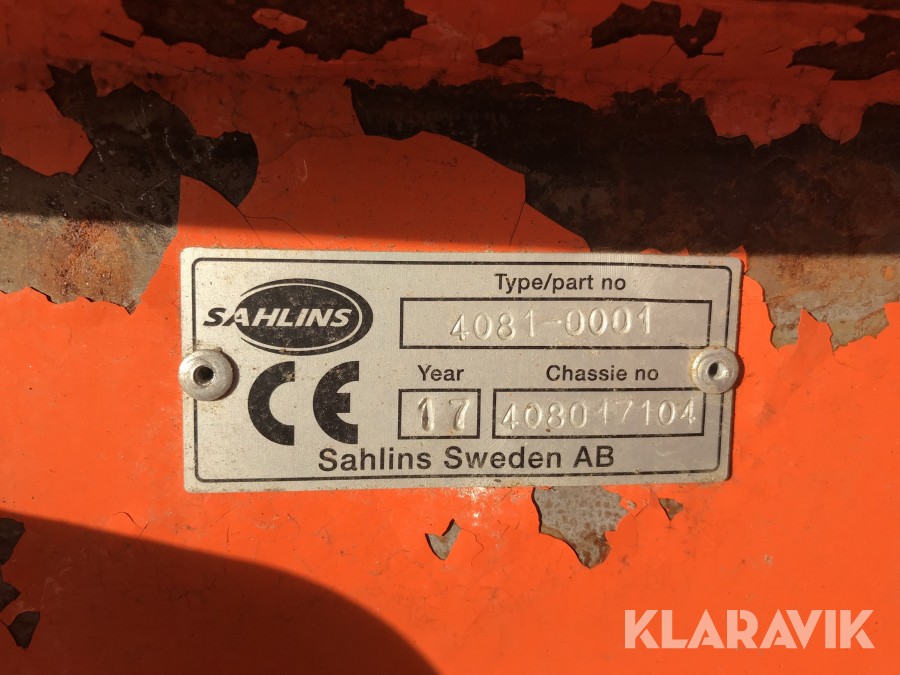 SAHLINS
Type/part no
4081-0001
CE
Year
17
Chassie no
408017104
Sahlins Sweden AB
KLARAVIK